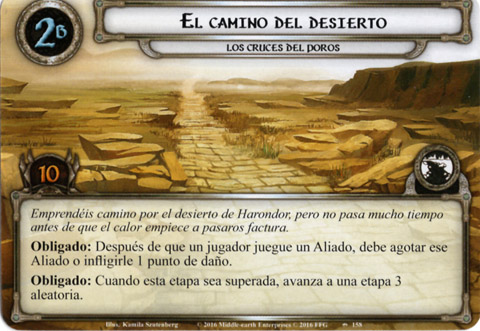 El camino del desierto
Los Cruces del Poros
2B
10
Emprendéis camino por el desierto de Harondor, pero no pasa mucho tiempo
antes de que el calor empiece a pasaros factura.
Obligado: Después de que un jugador juegue un Aliado, debe agotar ese
Aliado o infligirle 1 punto de daño.
Obligado: Cuando esta etapa sea superada, avanza a una etapa 3
aleatoria.
Illus. Kamila Szutenberg © 2016 Middle-earth Enterprises © 2016 FFG 158